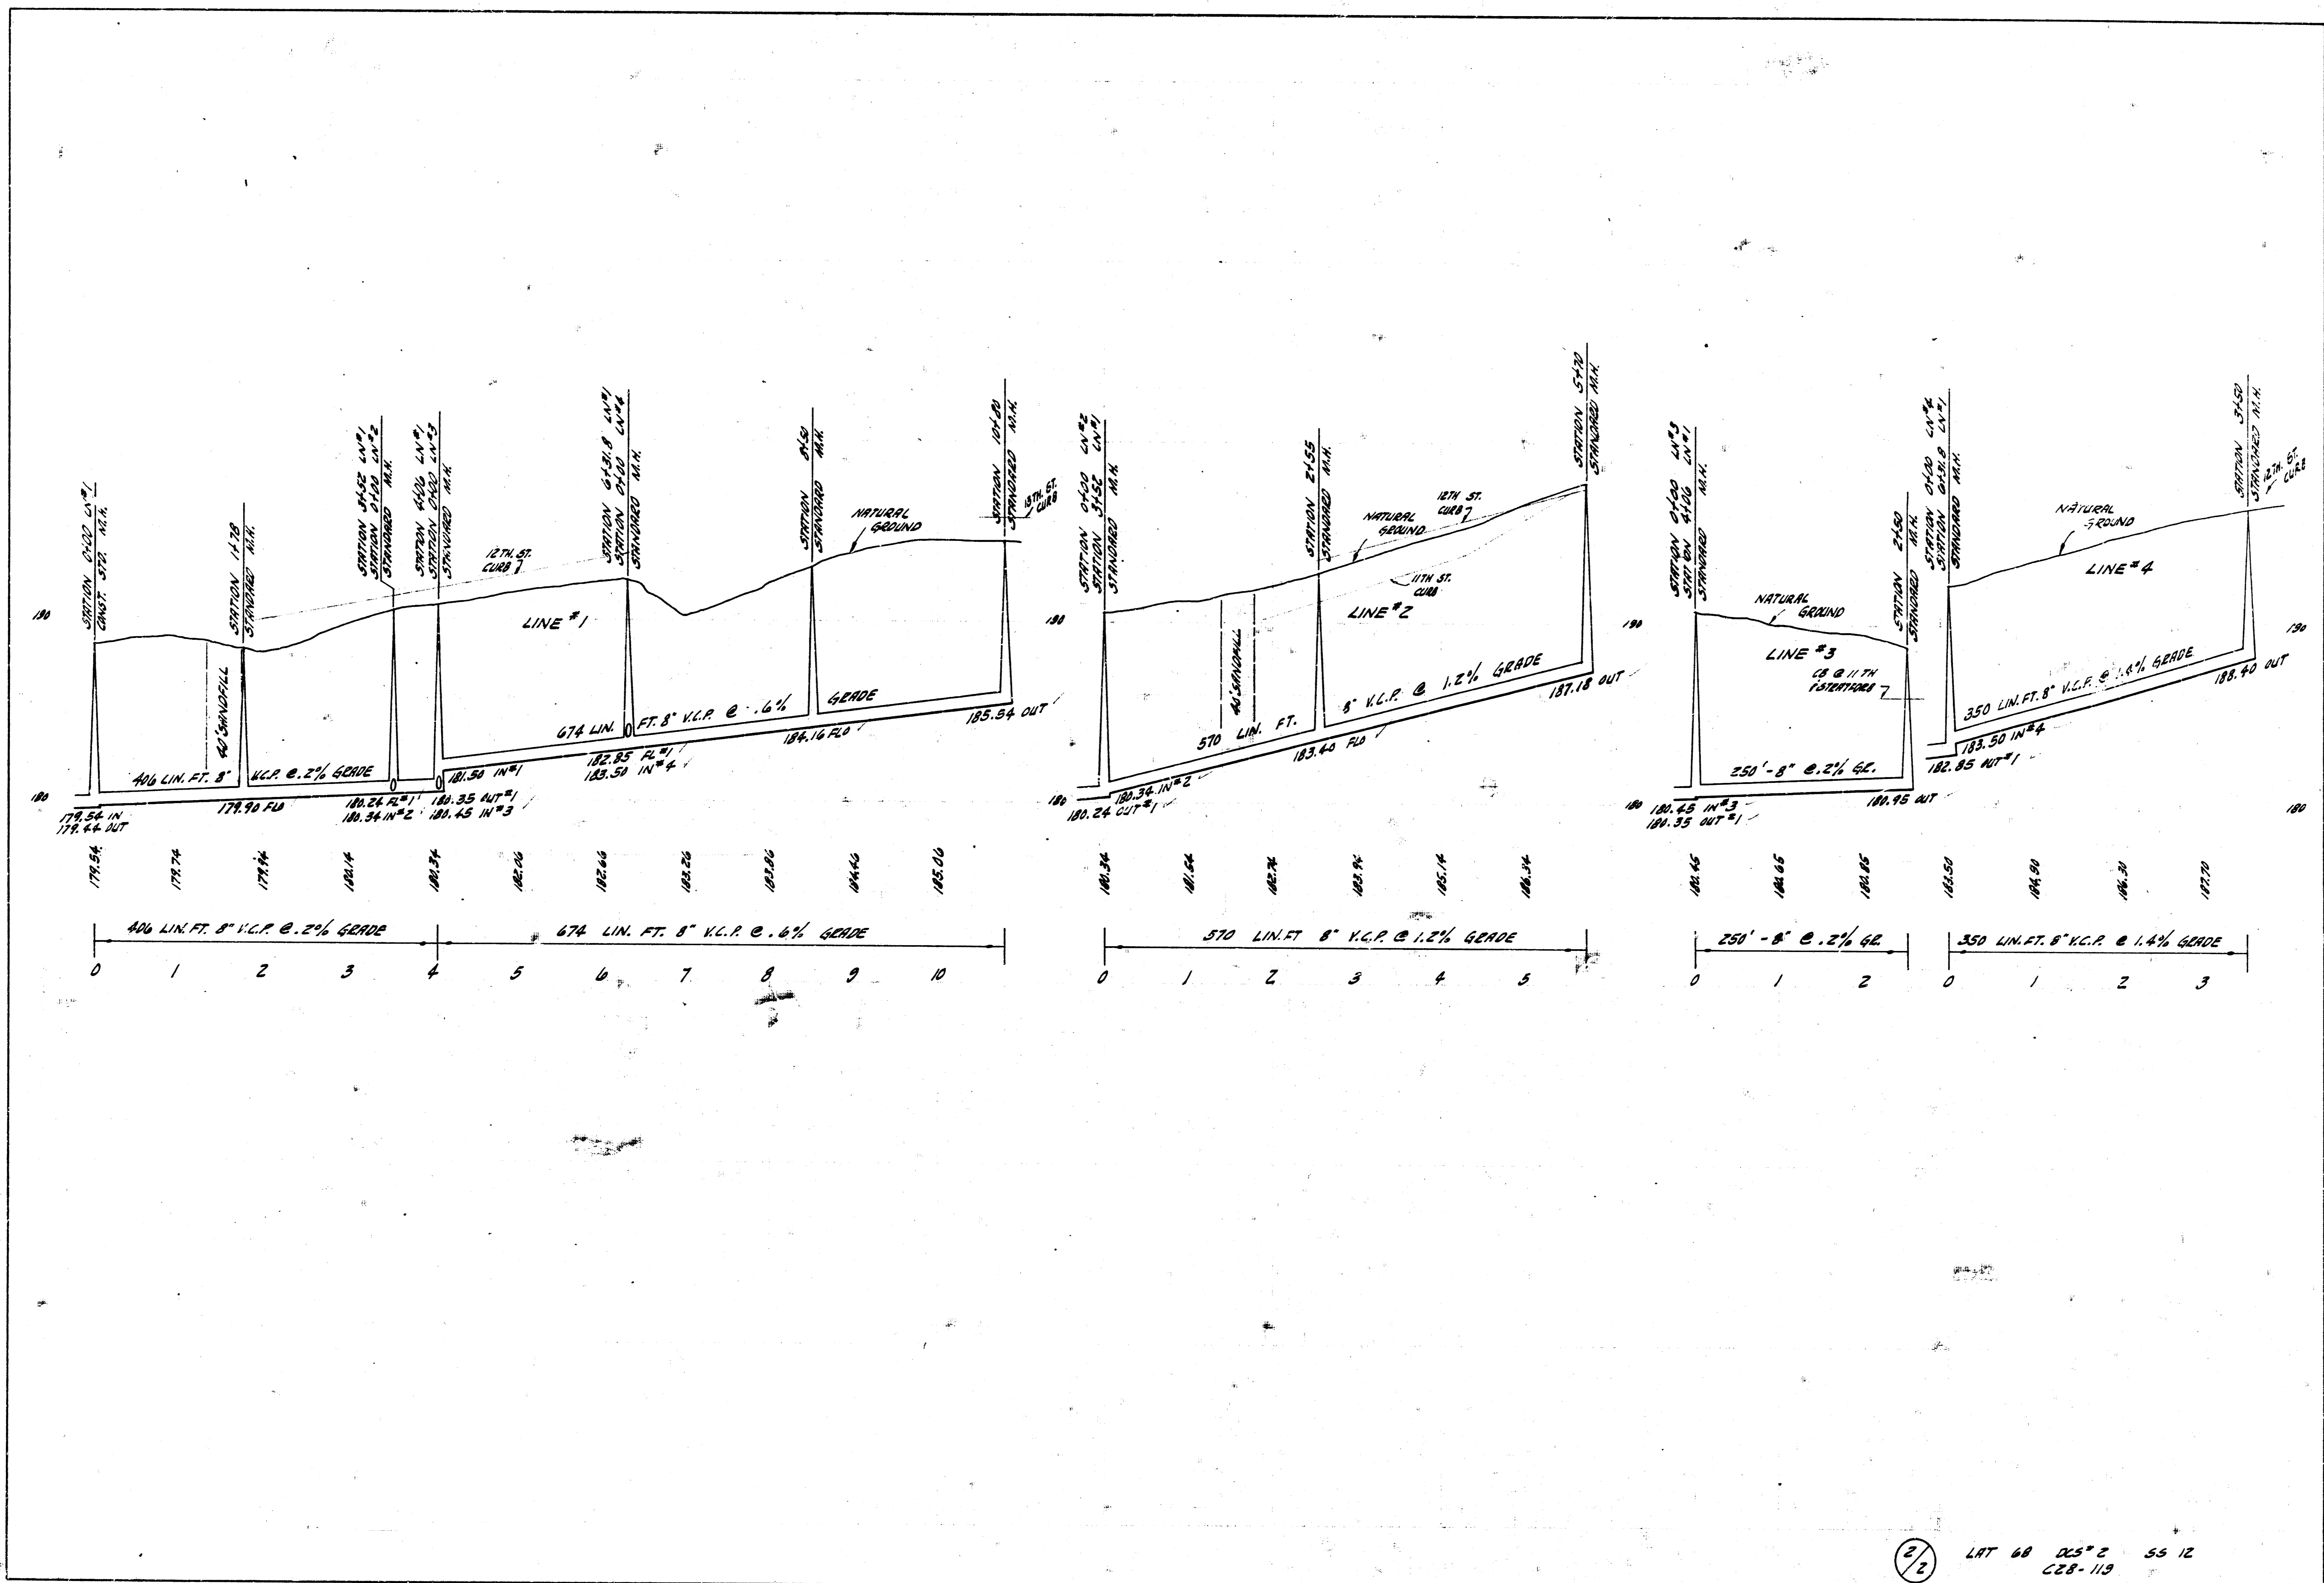 STATION 0+00 LN#1
CONST. STD. M.H.
STATION 1+78
STANDARD M.H.
STATION 3+52 LN#1
STATION 0+00 LN#2
STANDARD M.H.
STATION 4+06 LN#1
STATION 0+00 LN#3
STANDARD M.H.
12TH. ST.
CURB
STATION 6+31.8 LN#1
STATION 0+00 LN#4
STANDARD M.H.
STATION 8+50
STANDARD M.H.
NATURAL
GROUND
STATION 10+80
STANDARD M.H.
13TH. ST.
CURB
190
LINE #1
40' SANDFILL
406 LIN. FT. 8" V.C.P. @ .2% GRADE
674 LIN. FT. 8" V.C.P. @ .6% GRADE
180
179.54 IN
179.44 OUT
179.90 FLO
180.24 FL#1
180.34 IN#2
180.35 OUT#1
180.45 IN#3
181.50 IN#1
182.85 FL#1
183.50 IN#4
184.16 FLO
185.54 OUT
179.54
179.74
179.94
180.14
180.34
182.06
182.66
183.26
183.86
184.46
185.06
406 LIN. FT. 8" V.C.P. @ .2% GRADE
674 LIN. FT. 8" V.C.P. @ .6% GRADE
0 1 2 3 4 5 6 7 8 9 10
STATION 0+00 LN#2
STATION 3+52 LN#1
STANDARD M.H.
STATION 2+55
STANDARD M.H.
NATURAL
GROUND
12TH ST.
CURB
11TH ST.
CURB
STATION 5+70
STANDARD M.H.
190
LINE #2
40' SANDFILL
570 LIN. FT. 8" V.C.P. @ 1.2% GRADE
180
180.34 IN#2
180.24 OUT#1
183.40 FLO
187.18 OUT
180.34
181.54
182.74
183.94
185.14
186.34
570 LIN. FT 8" V.C.P. @ 1.2% GRADE
0 1 2 3 4 5
STATION 0+00 LN#3
STATION 4+06 LN#1
STANDARD M.H.
NATURAL
GROUND
STATION 2+50
STANDARD M.H.
190
LINE #3
CB @ 11TH
250' - 8" @ .2% GR.
180
180.45 IN#3
180.35 OUT#1
180.95 OUT
180.45
180.65
180.85
250' - 8" @ .2% GR.
0 1 2
STATION 0+00 LN#4
STATION 6+31.8 LN#1
STANDARD M.H.
NATURAL
GROUND
STATION 3+50
STANDARD M.H.
12TH. ST.
CURB
LINE #4
190
350 LIN. FT. 8" V.C.P. @ 1.4% GRADE
183.50 IN#4
182.85 OUT#1
188.40 OUT
180
183.50
184.90
186.30
187.70
350 LIN. FT. 8" V.C.P. @ 1.4% GRADE
0 1 2 3
2/2
LAT 68 DCS#2 SS 12
C28-119